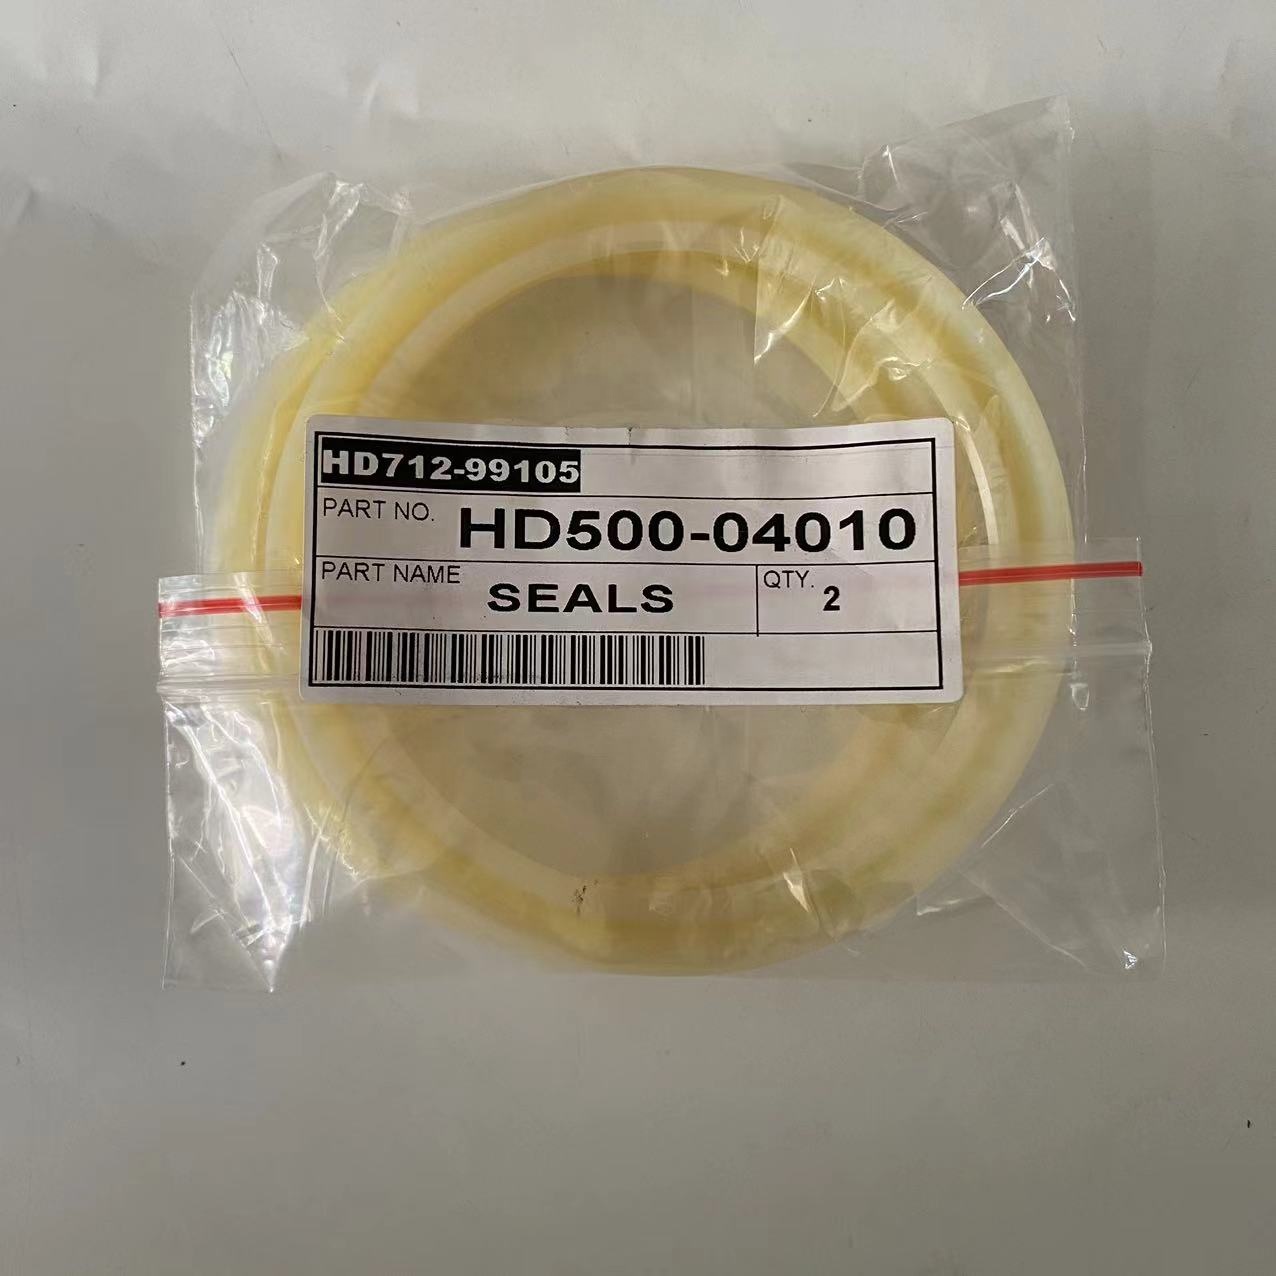 HD712-99105
PART NO. HD500-04010
PART NAME SEALS QTY. 2